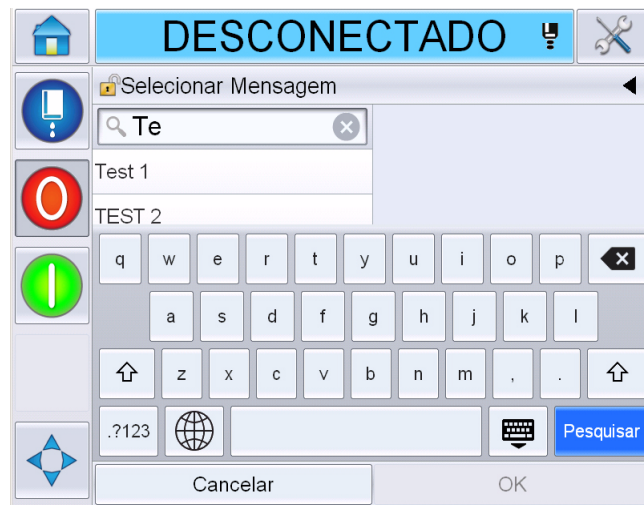 DESCONECTADO
Selecionar Mensagem
Te
Test 1
TEST 2
q w e r t y u i o p
a s d f g h j k l
z x c v b n m , .
.?123 Pesquisar
Cancelar OK